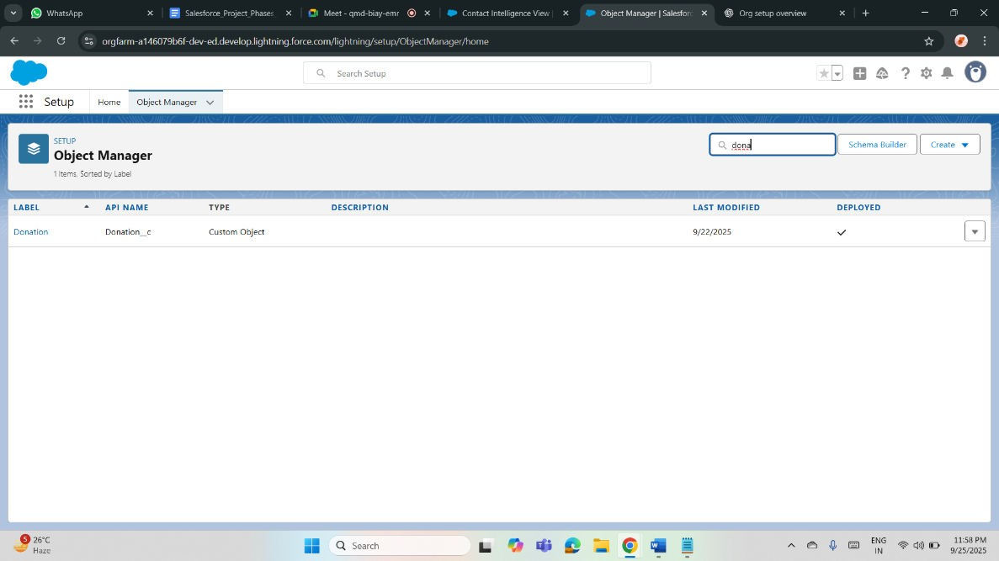 WhatsApp
Salesforce_Project_Phases
Meet - qmd-biay-emr
Contact Intelligence View |
Object Manager | Salesforc
Org setup overview
orgfarm-a146079b6f-dev-ed.develop.lightning.force.com/lightning/setup/ObjectManager/home
Search Setup
Setup
Home
Object Manager
SETUP
Object Manager
1 Items, Sorted by Label
dona
Schema Builder
Create
LABEL
API NAME
TYPE
DESCRIPTION
LAST MODIFIED
DEPLOYED
Donation
Donation__c
Custom Object
9/22/2025
5
26°C
Haze
Search
ENG
IN
11:58 PM
9/25/2025